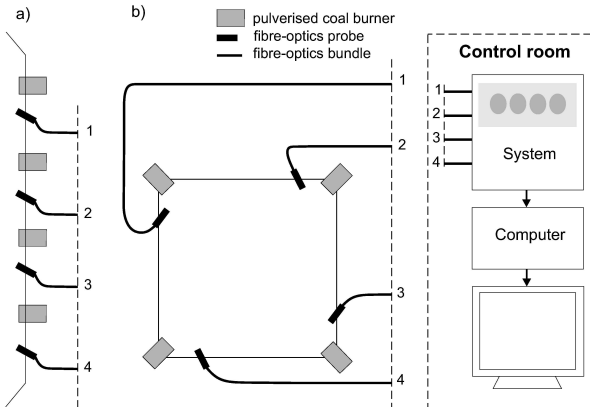 a)
b)
pulverised coal burner
fibre-optics probe
fibre-optics bundle
1
2
3
4
1
2
3
4
Control room
1
2
3
4
System
Computer